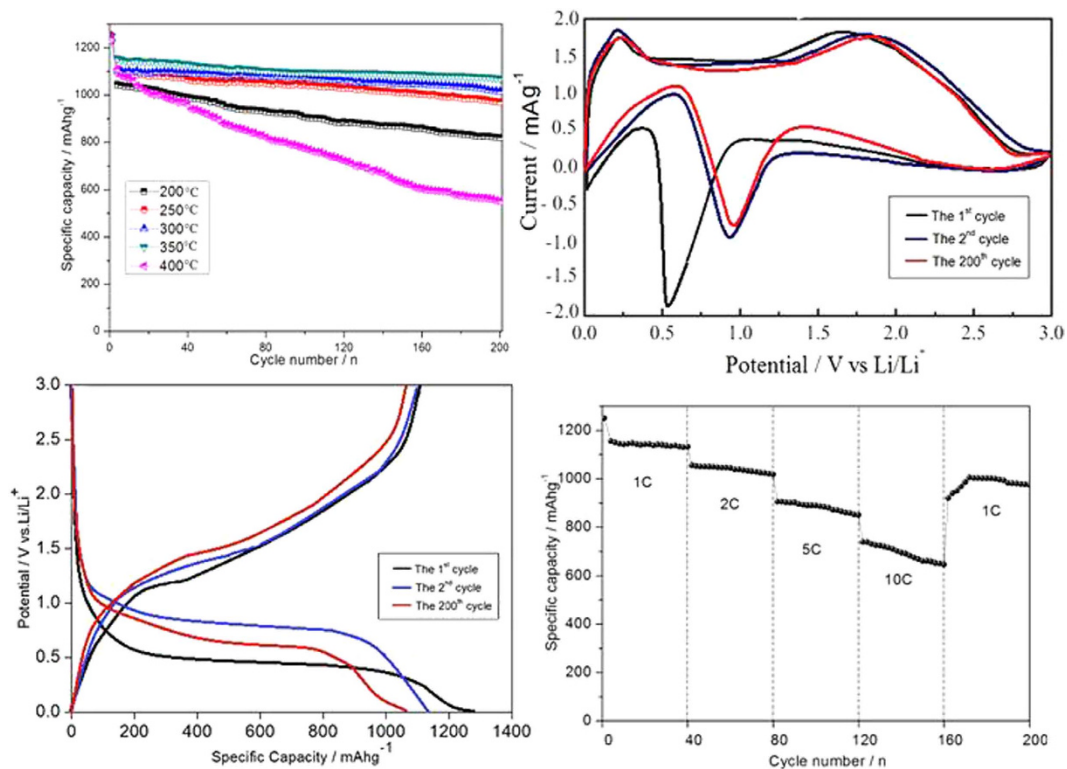 Specific capacity / mAhg⁻¹
1200
1000
800
600
400
200
0
200°C
250°C
300°C
350°C
400°C
0 40 80 120 160 200
Cycle number / n
Current / mAg⁻¹
2.0
1.5
1.0
0.5
0.0
-0.5
-1.0
-1.5
-2.0
The 1ˢᵗ cycle
The 2ⁿᵈ cycle
The 200ᵗʰ cycle
0.0 0.5 1.0 1.5 2.0 2.5 3.0
Potential / V vs Li/Li⁺
Potential / V vs.Li/Li⁺
3.0
2.5
2.0
1.5
1.0
0.5
0.0
The 1ˢᵗ cycle
The 2ⁿᵈ cycle
The 200ᵗʰ cycle
0 200 400 600 800 1000 1200 1400
Specific Capacity / mAhg⁻¹
Specific capacity / mAhg⁻¹
1200
1000
800
600
400
200
0
1C
2C
5C
10C
1C
0 40 80 120 160 200
Cycle number / n